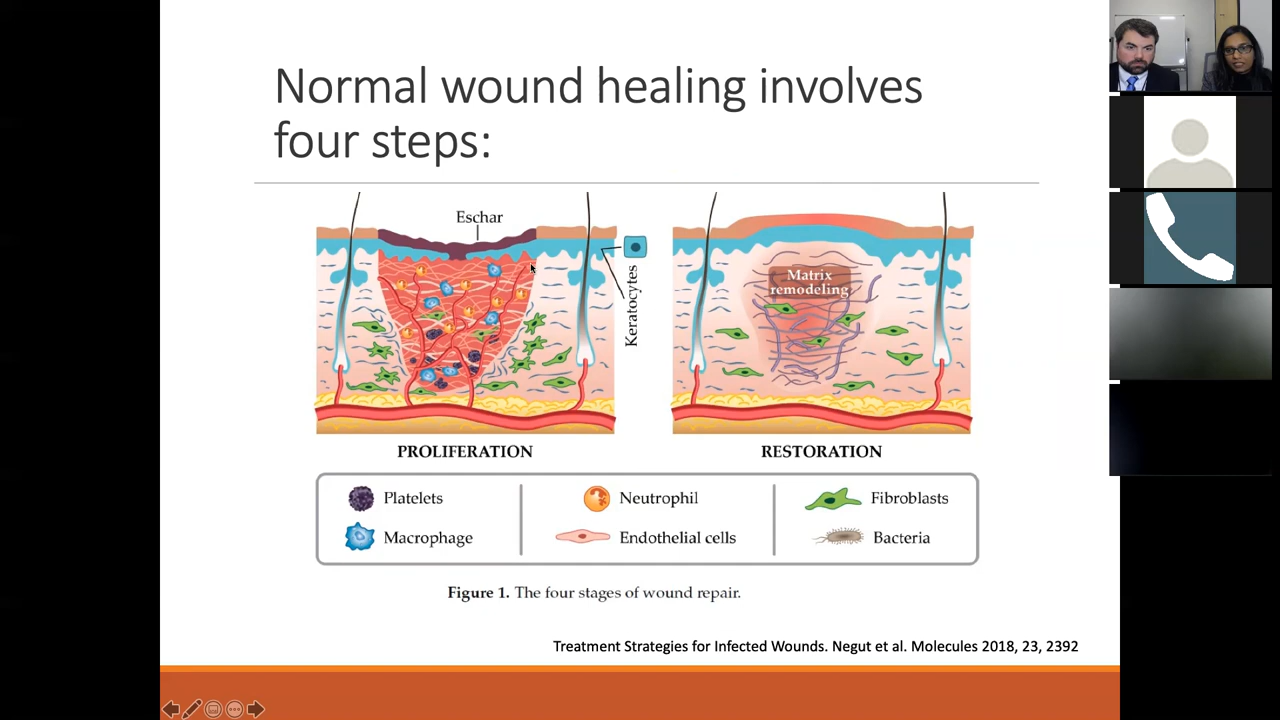 Normal wound healing involves
four steps:
Eschar
Keratocytes
Matrix
remodeling
PROLIFERATION
RESTORATION
Platelets
Neutrophil
Fibroblasts
Macrophage
Endothelial cells
Bacteria
Figure 1. The four stages of wound repair.
Treatment Strategies for Infected Wounds. Negut et al. Molecules 2018, 23, 2392